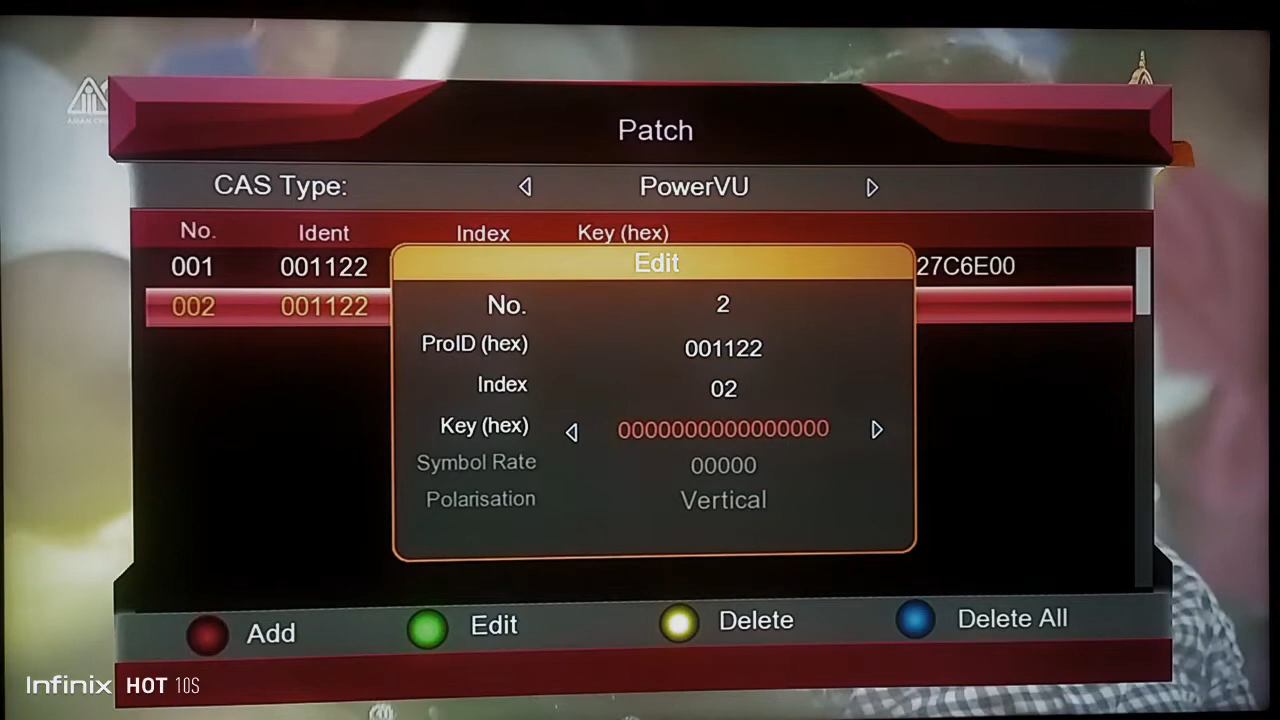 Patch
CAS Type: PowerVU
No. Ident Index Key (hex)
001 001122 27C6E00
002 001122
Edit
No. 2
ProID (hex) 001122
Index 02
Key (hex) 0000000000000000
Symbol Rate 00000
Polarisation Vertical
Add Edit Delete Delete All
Infinix HOT 10S